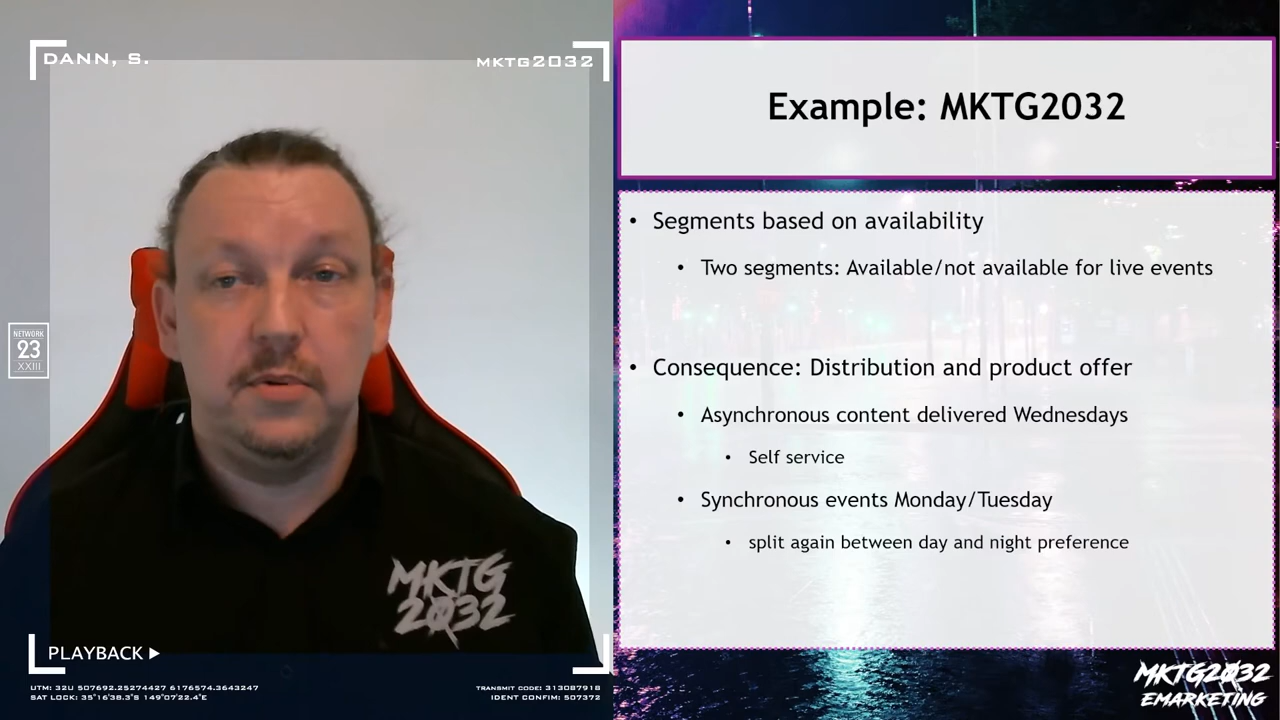 DANN, S.
MKTG2032
NETWORK
23
XXIII
MKTG
2032
PLAYBACK
UTM: 32U 507692.25274427 6176574.3643247
SAT LOCK: 35°16'38.3"S 149°07'22.4"E
TRANSMIT CODE: 313087918
IDENT CONFIM: 507372
Example: MKTG2032
• Segments based on availability
• Two segments: Available/not available for live events
• Consequence: Distribution and product offer
• Asynchronous content delivered Wednesdays
• Self service
• Synchronous events Monday/Tuesday
• split again between day and night preference
MKTG2032
EMARKETING